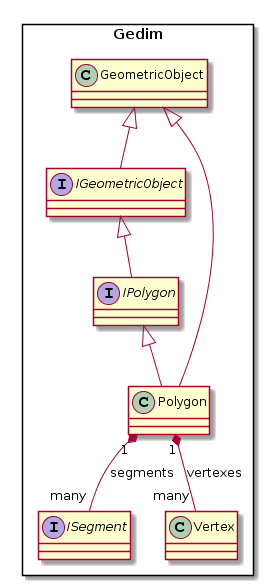 Gedim
C GeometricObject
I IGeometricObject
I IPolygon
C Polygon
1 1
segments vertexes
many many
I ISegment
C Vertex